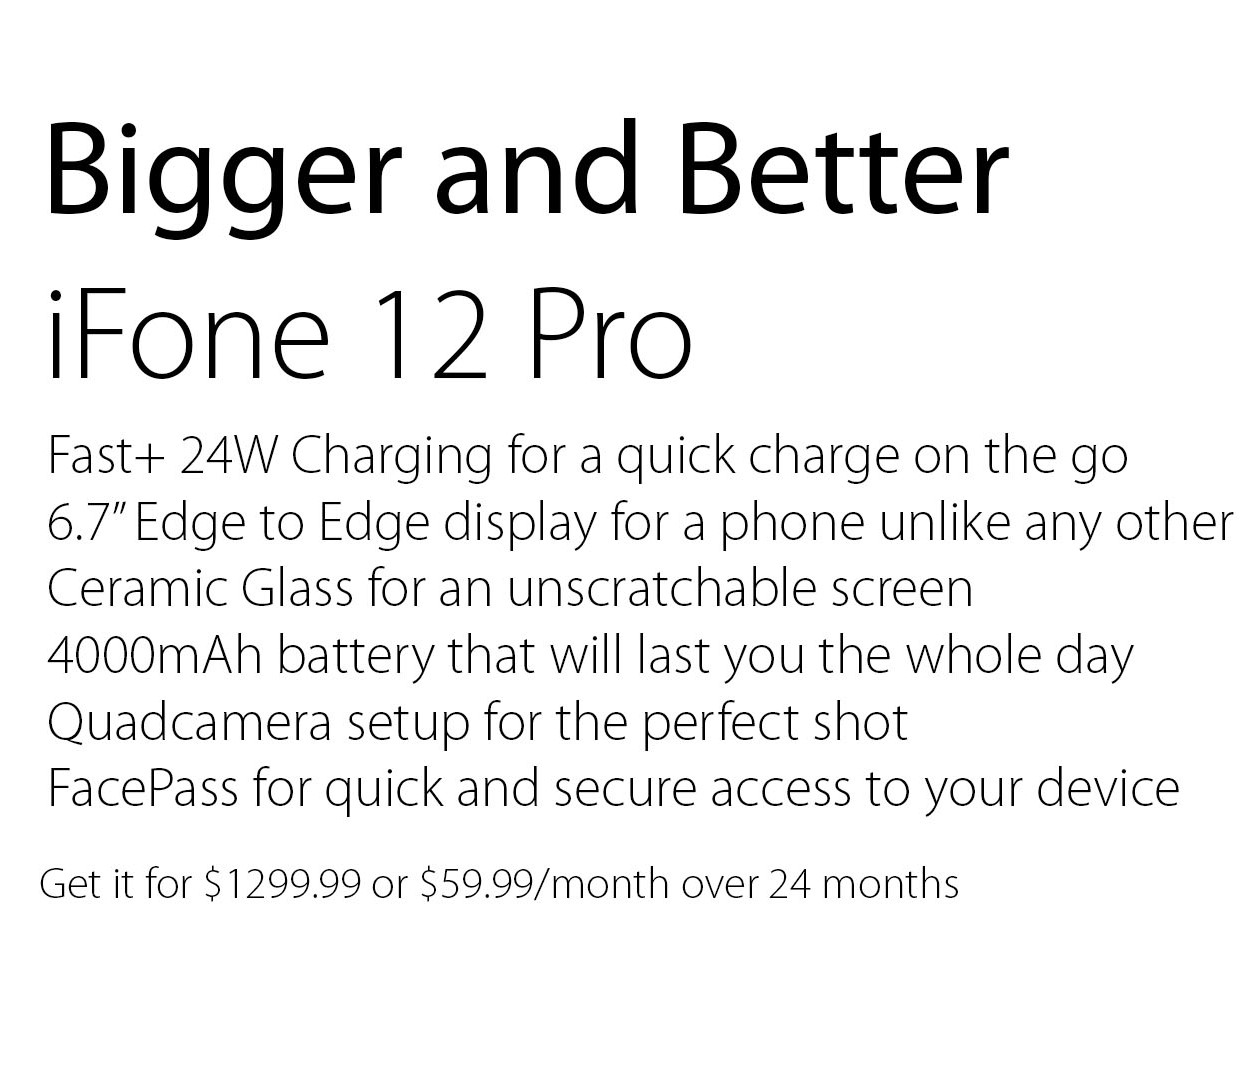 Bigger and Better
iFone 12 Pro
Fast+ 24W Charging for a quick charge on the go
6.7” Edge to Edge display for a phone unlike any other
Ceramic Glass for an unscratchable screen
4000mAh battery that will last you the whole day
Quadcamera setup for the perfect shot
FacePass for quick and secure access to your device
Get it for $1299.99 or $59.99/month over 24 months